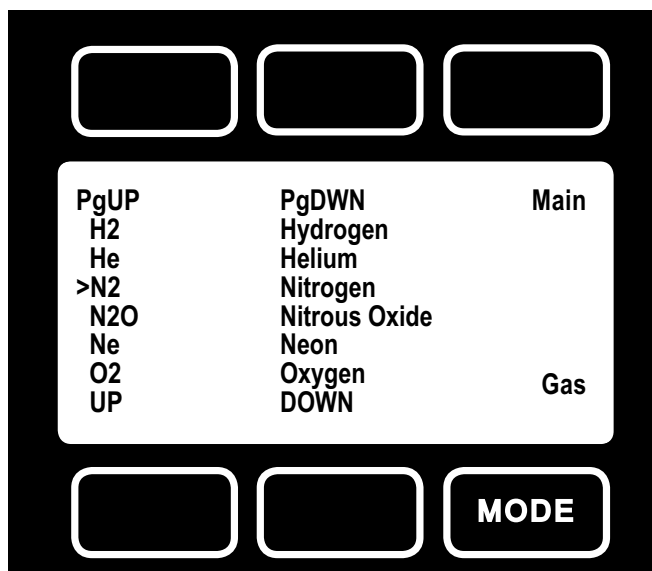 PgUP PgDWN Main
H2 Hydrogen
He Helium
>N2 Nitrogen
N2O Nitrous Oxide
Ne Neon
O2 Oxygen
Gas
UP DOWN
MODE